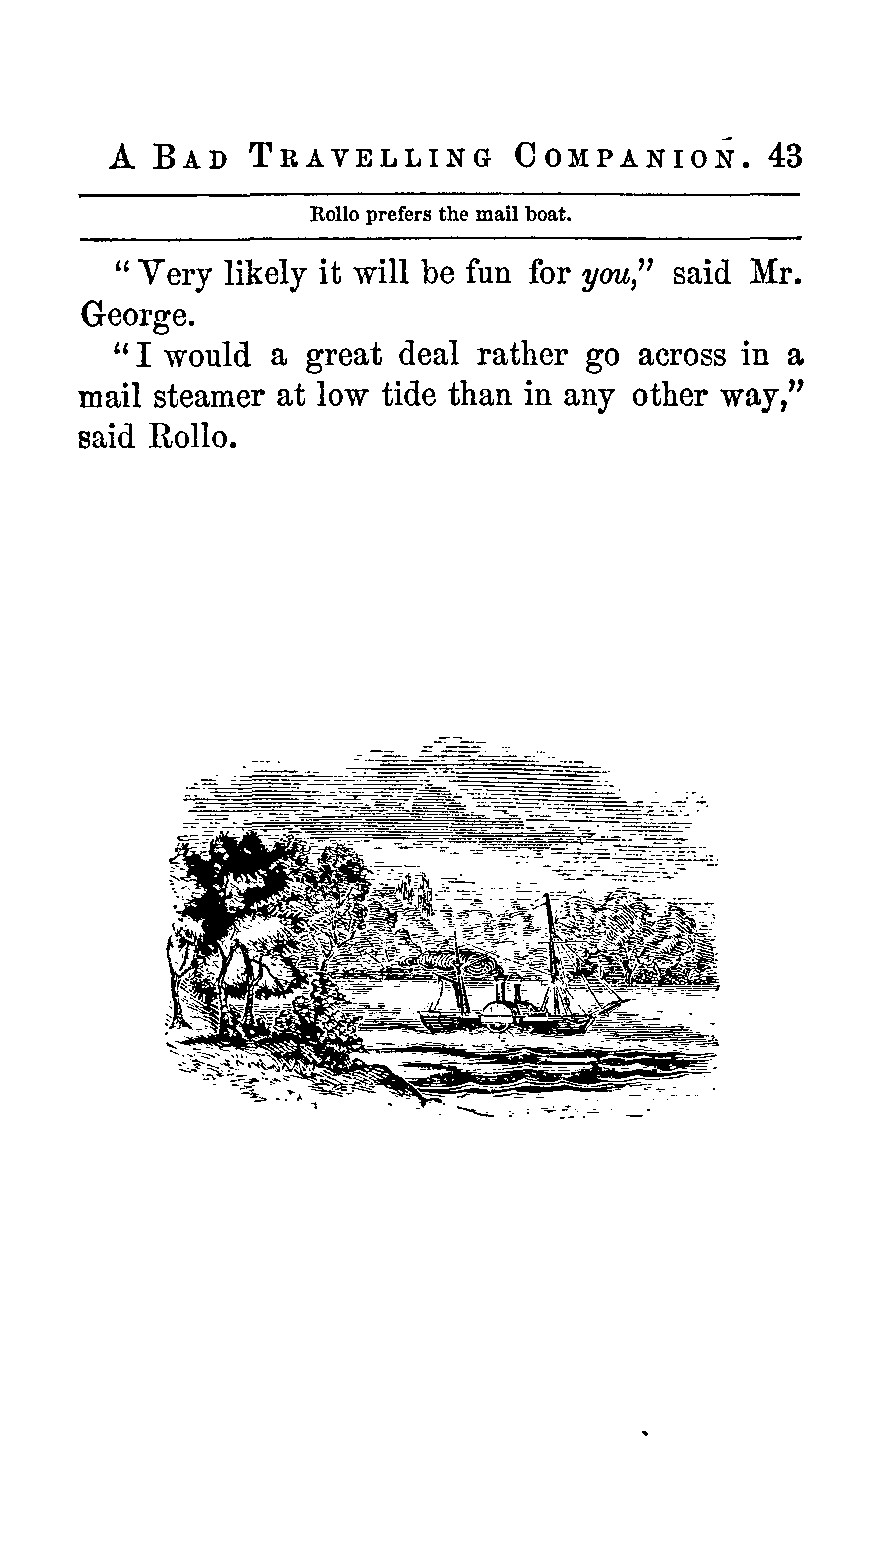 A BAD TRAVELLING COMPANION. 43
Rollo prefers the mail boat.
“Very likely it will be fun for you,” said Mr.
George.
“I would a great deal rather go across in a
mail steamer at low tide than in any other way,”
said Rollo.